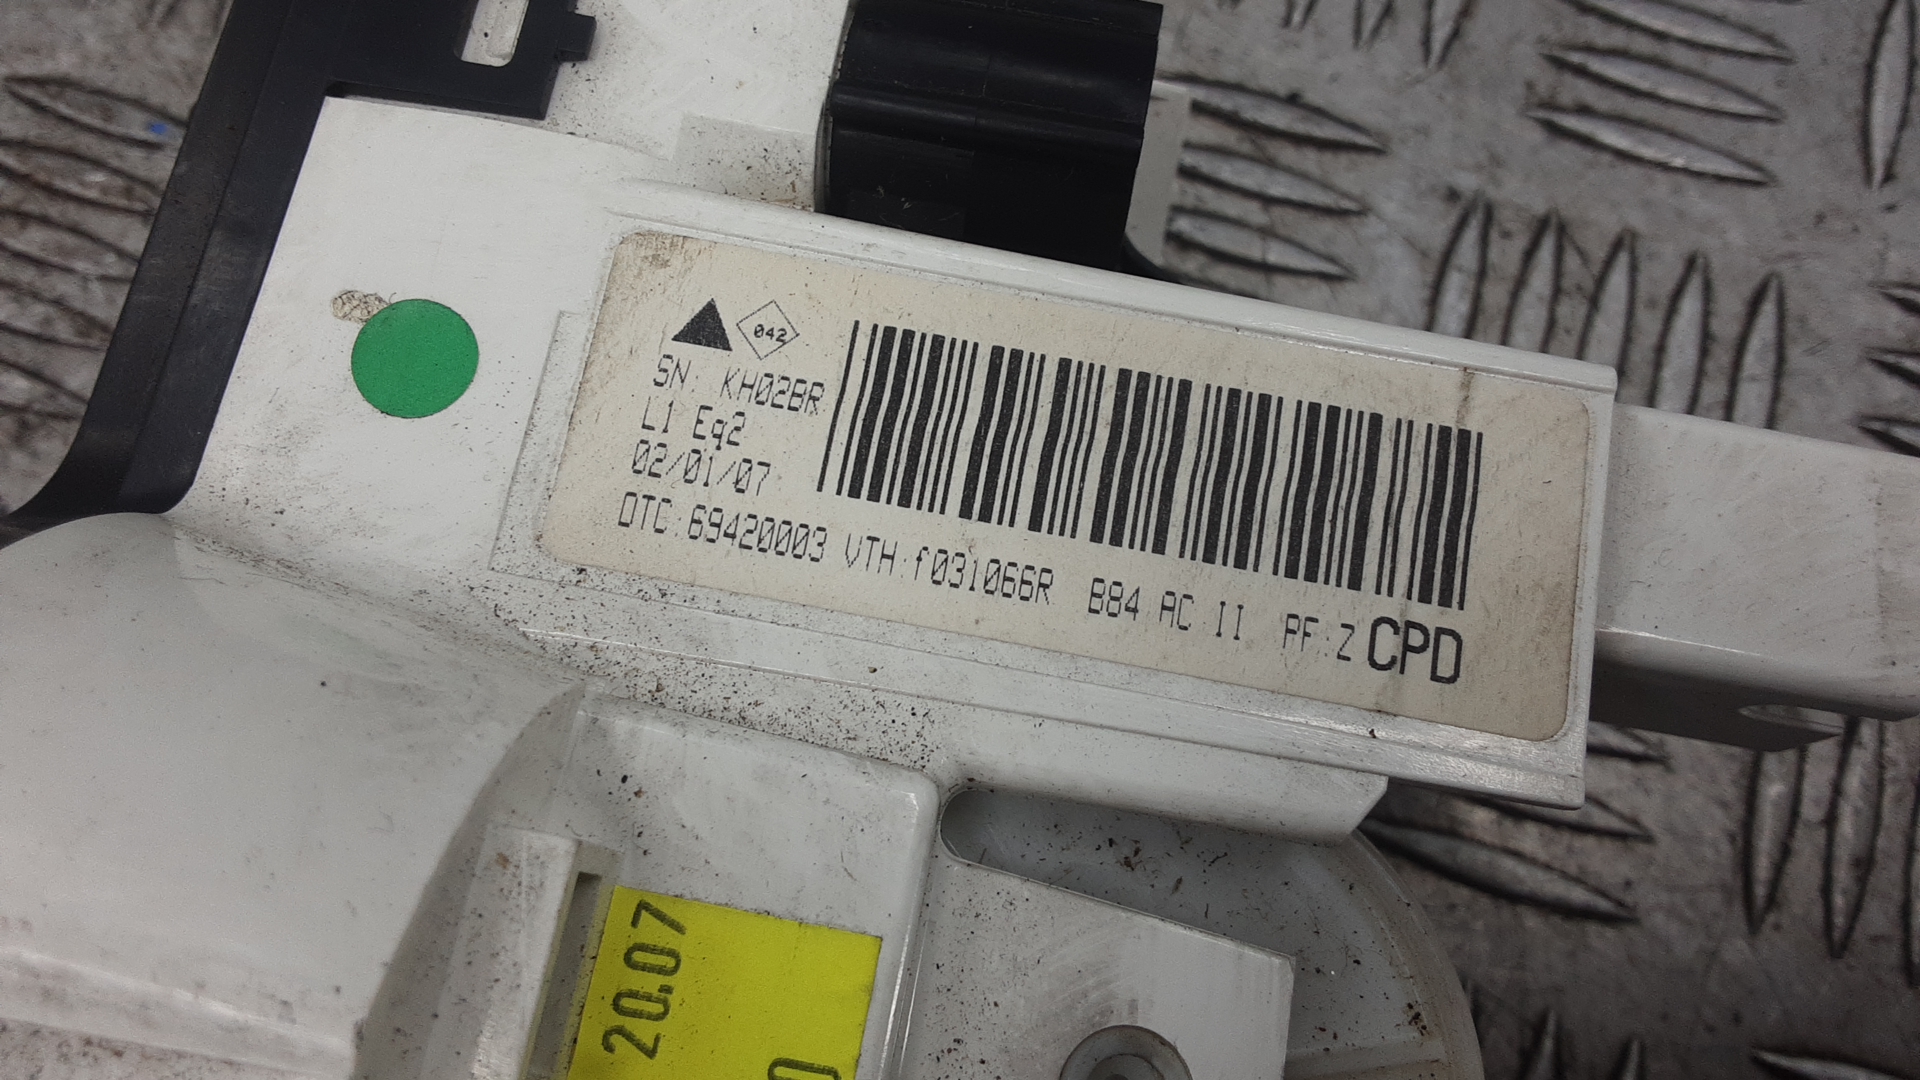 042
SN: KH02BR
L1 Eq2
02/01/07
DTC:69420003 VTH:f031066R B84 AC II PF:Z CPD
20.07